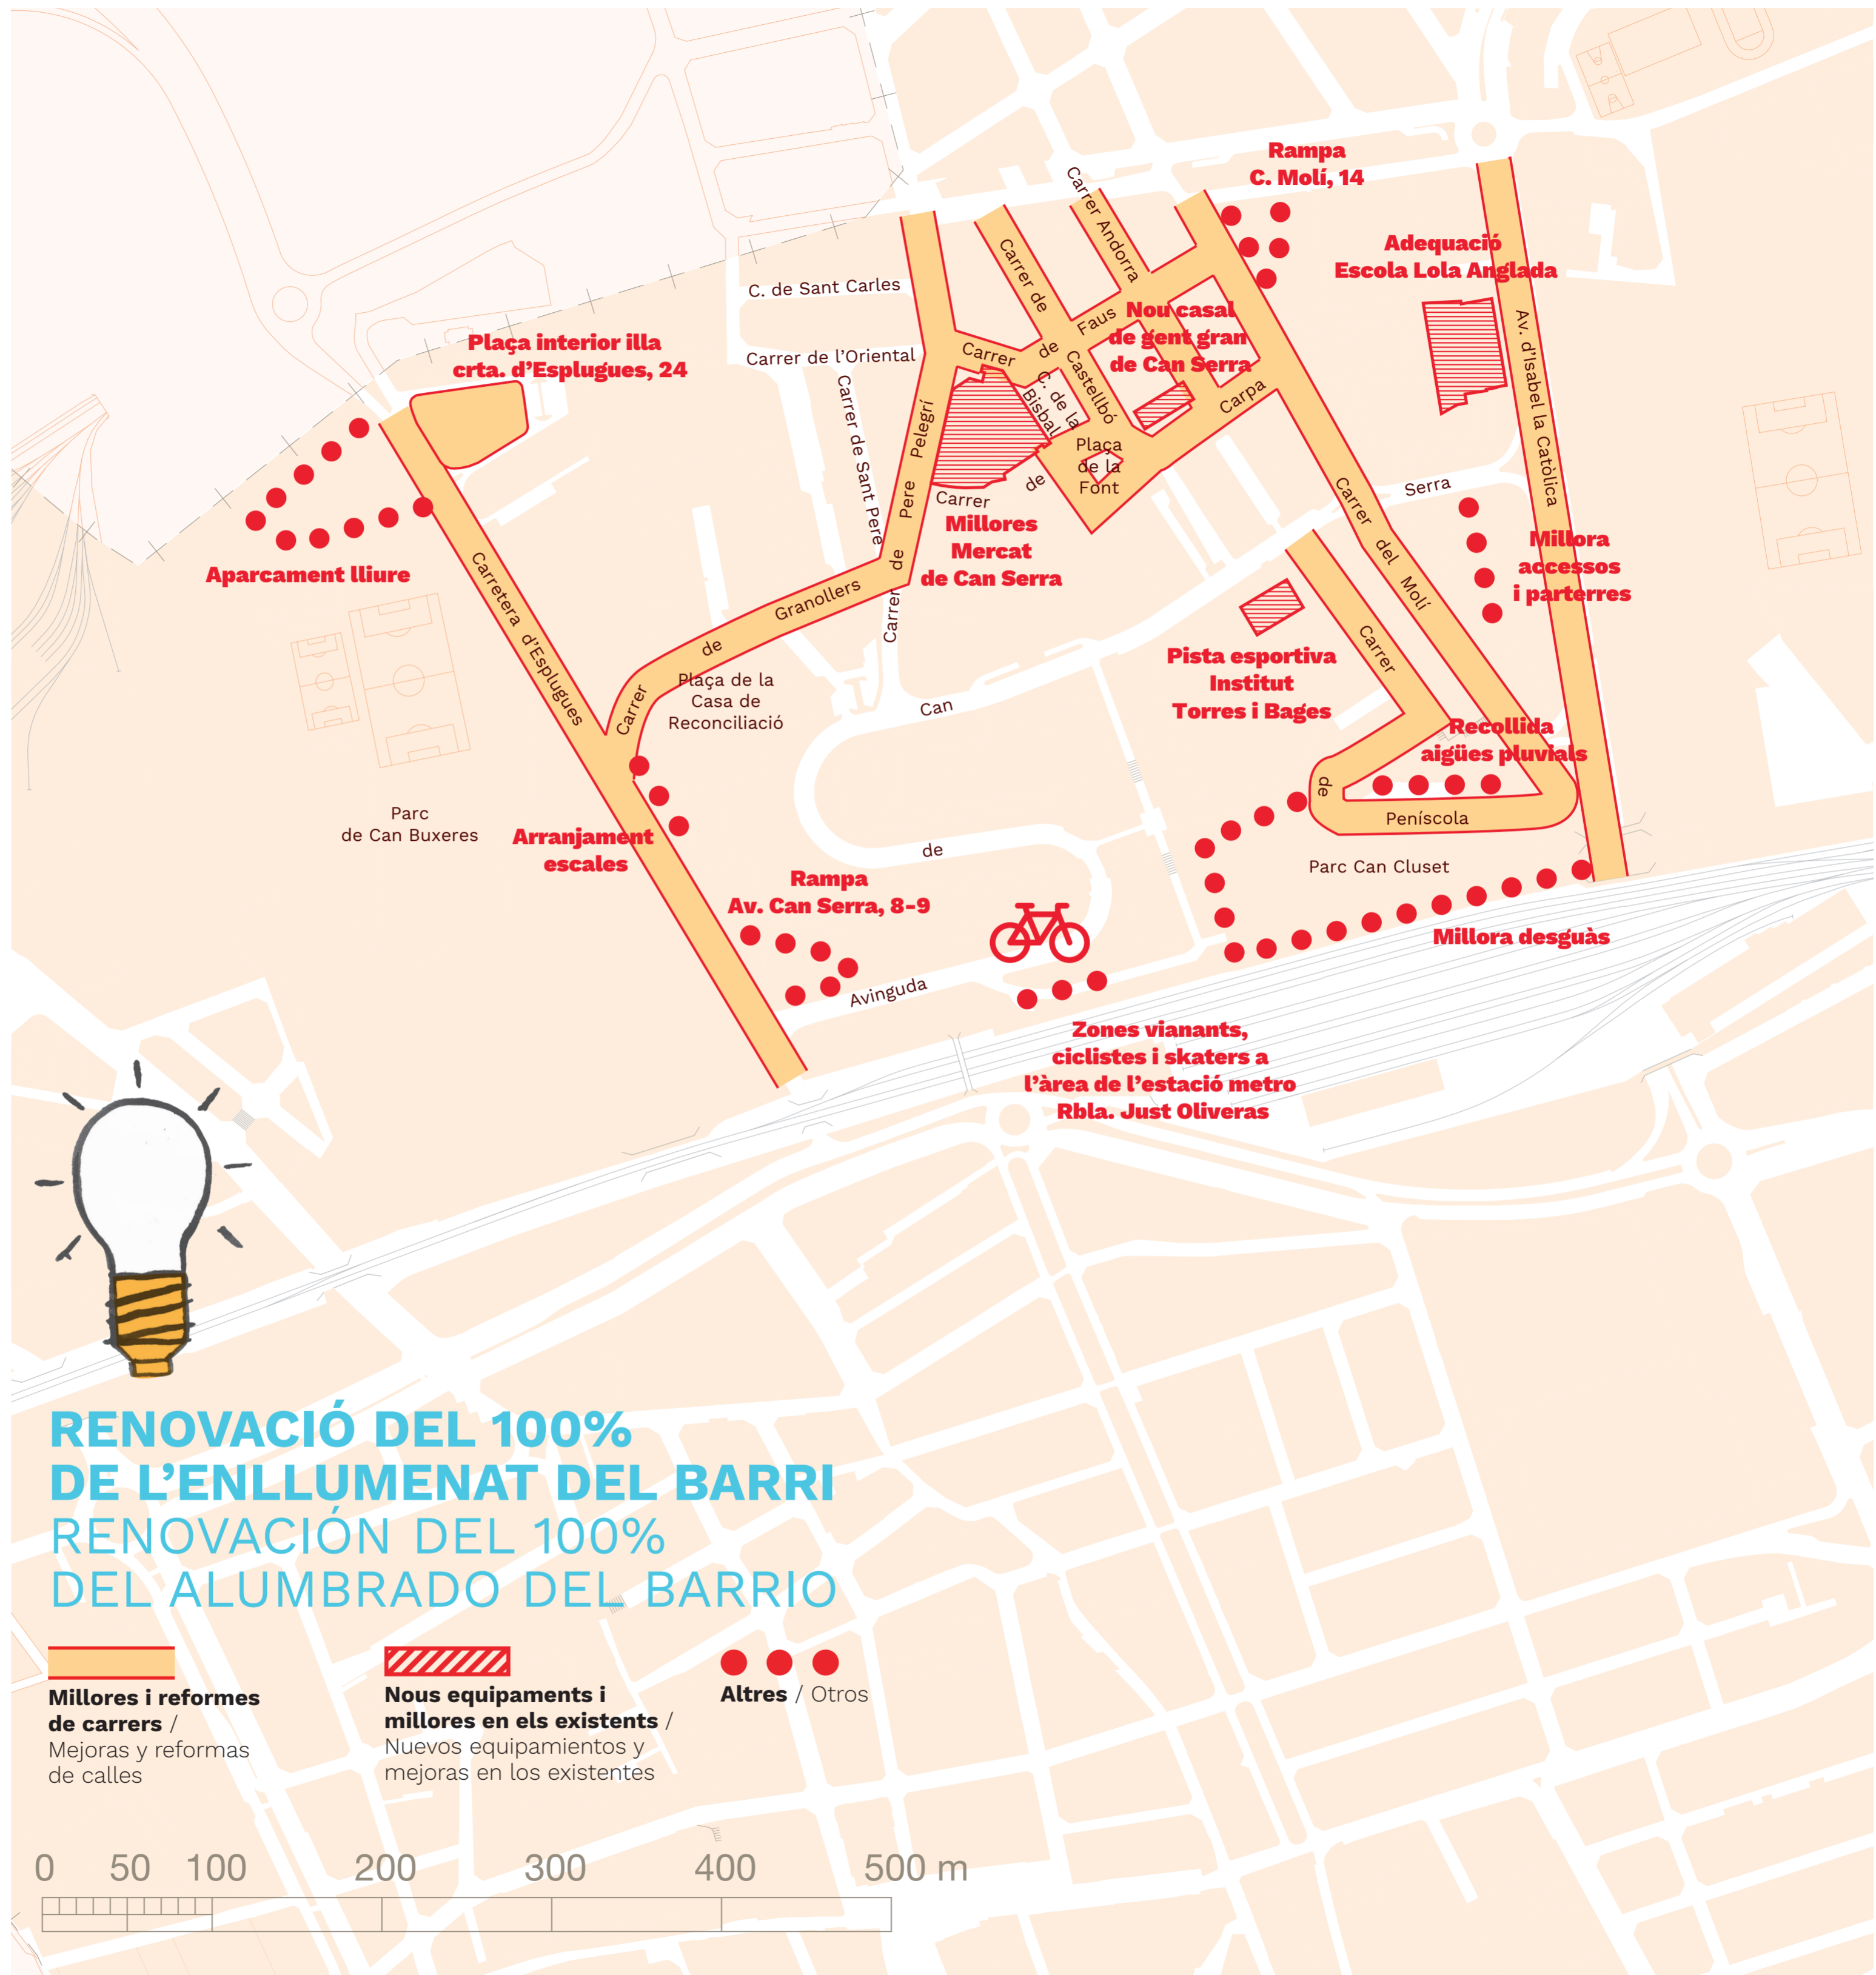 Rampa
C. Molí, 14
Adequació
Escola Lola Anglada
Carrer Andorra
Carrer de Castellbó
C. de Sant Carles
Carrer de l'Oriental
Carrer de Sant Pere
Carrer de Faus
Nou casal
de gent gran
de Can Serra
Plaça interior illa
crta. d'Esplugues, 24
C. de la
Bisbal
Carrer de Carpa
Plaça
de la
Font
Av. d'Isabel la Catòlica
Carrer de Pere Pelegrí
Millores
Mercat
de Can Serra
Aparcament lliure
Carretera d'Esplugues
Carrer de Granollers
Plaça de la
Casa de
Reconciliació
Carrer del Molí
Millora
accessos
i parterres
Pista esportiva
Institut
Torres i Bages
Recollida
aigües pluvials
Carrer de Peníscola
Parc
de Can Buxeres
Arranjament
escales
Parc Can Cluset
Rampa
Av. Can Serra, 8-9
Avinguda de Can Serra
Millora desguàs
Zones vianants,
ciclistes i skaters a
l'àrea de l'estació metro
Rbla. Just Oliveras
RENOVACIÓ DEL 100%
DE L'ENLLUMENAT DEL BARRI
RENOVACIÓN DEL 100%
DEL ALUMBRADO DEL BARRIO
Millores i reformes
de carrers /
Mejoras y reformas
de calles
Nous equipaments i
millores en els existents /
Nuevos equipamientos y
mejoras en los existentes
Altres / Otros
0 50 100 200 300 400 500 m